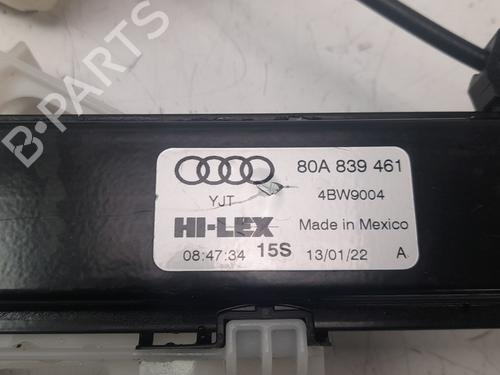 B-PARTS
80A 839 461
YJT 4BW9004
HI-LEX Made in Mexico
08:47:34 15S 13/01/22 A